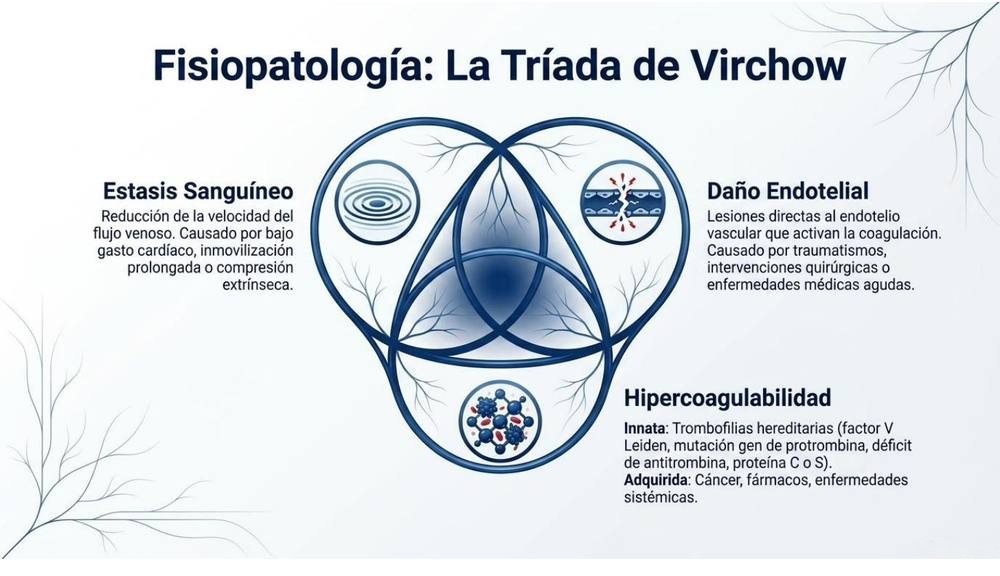 Fisiopatología: La Tríada de Virchow
Estasis Sanguíneo
Reducción de la velocidad del
flujo venoso. Causado por bajo
gasto cardíaco, inmovilización
prolongada o compresión
extrínseca.
Daño Endotelial
Lesiones directas al endotelio
vascular que activan la coagulación.
Causado por traumatismos,
intervenciones quirúrgicas o
enfermedades médicas agudas.
Hipercoagulabilidad
Innata: Trombofilias hereditarias (factor V
Leiden, mutación gen de protrombina, déficit
de antitrombina, proteína C o S).
Adquirida: Cáncer, fármacos, enfermedades
sistémicas.